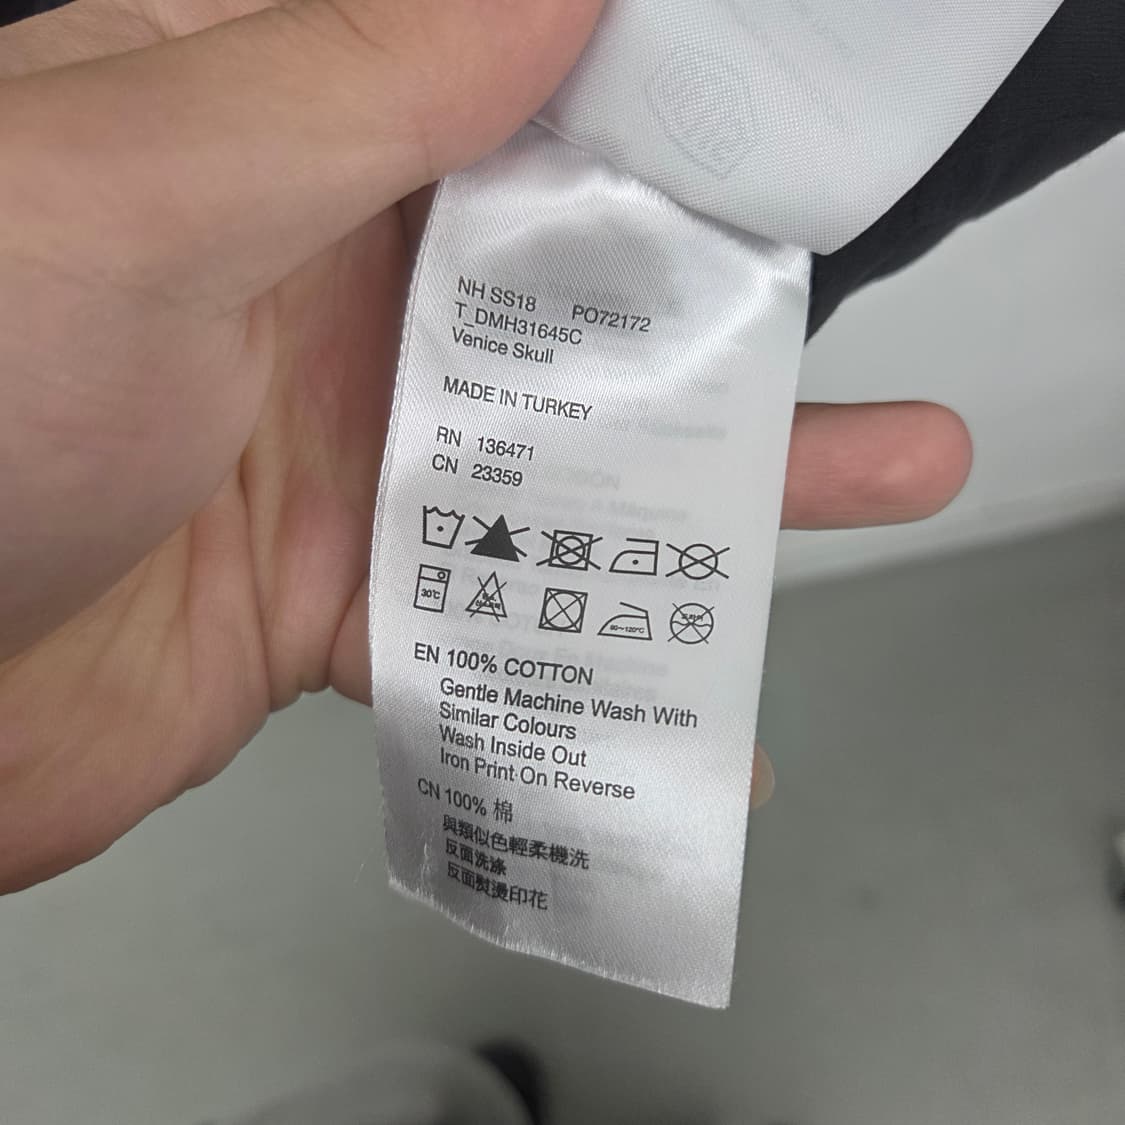 NH SS18 PO72172
T_DMH31645C
Venice Skull
MADE IN TURKEY
RN 136471
CN 23359
30℃
80~120℃
EN 100% COTTON
Gentle Machine Wash With
Similar Colours
Wash Inside Out
Iron Print On Reverse
CN 100% 棉
與類似色輕柔機洗
反面洗滌
反面熨燙印花